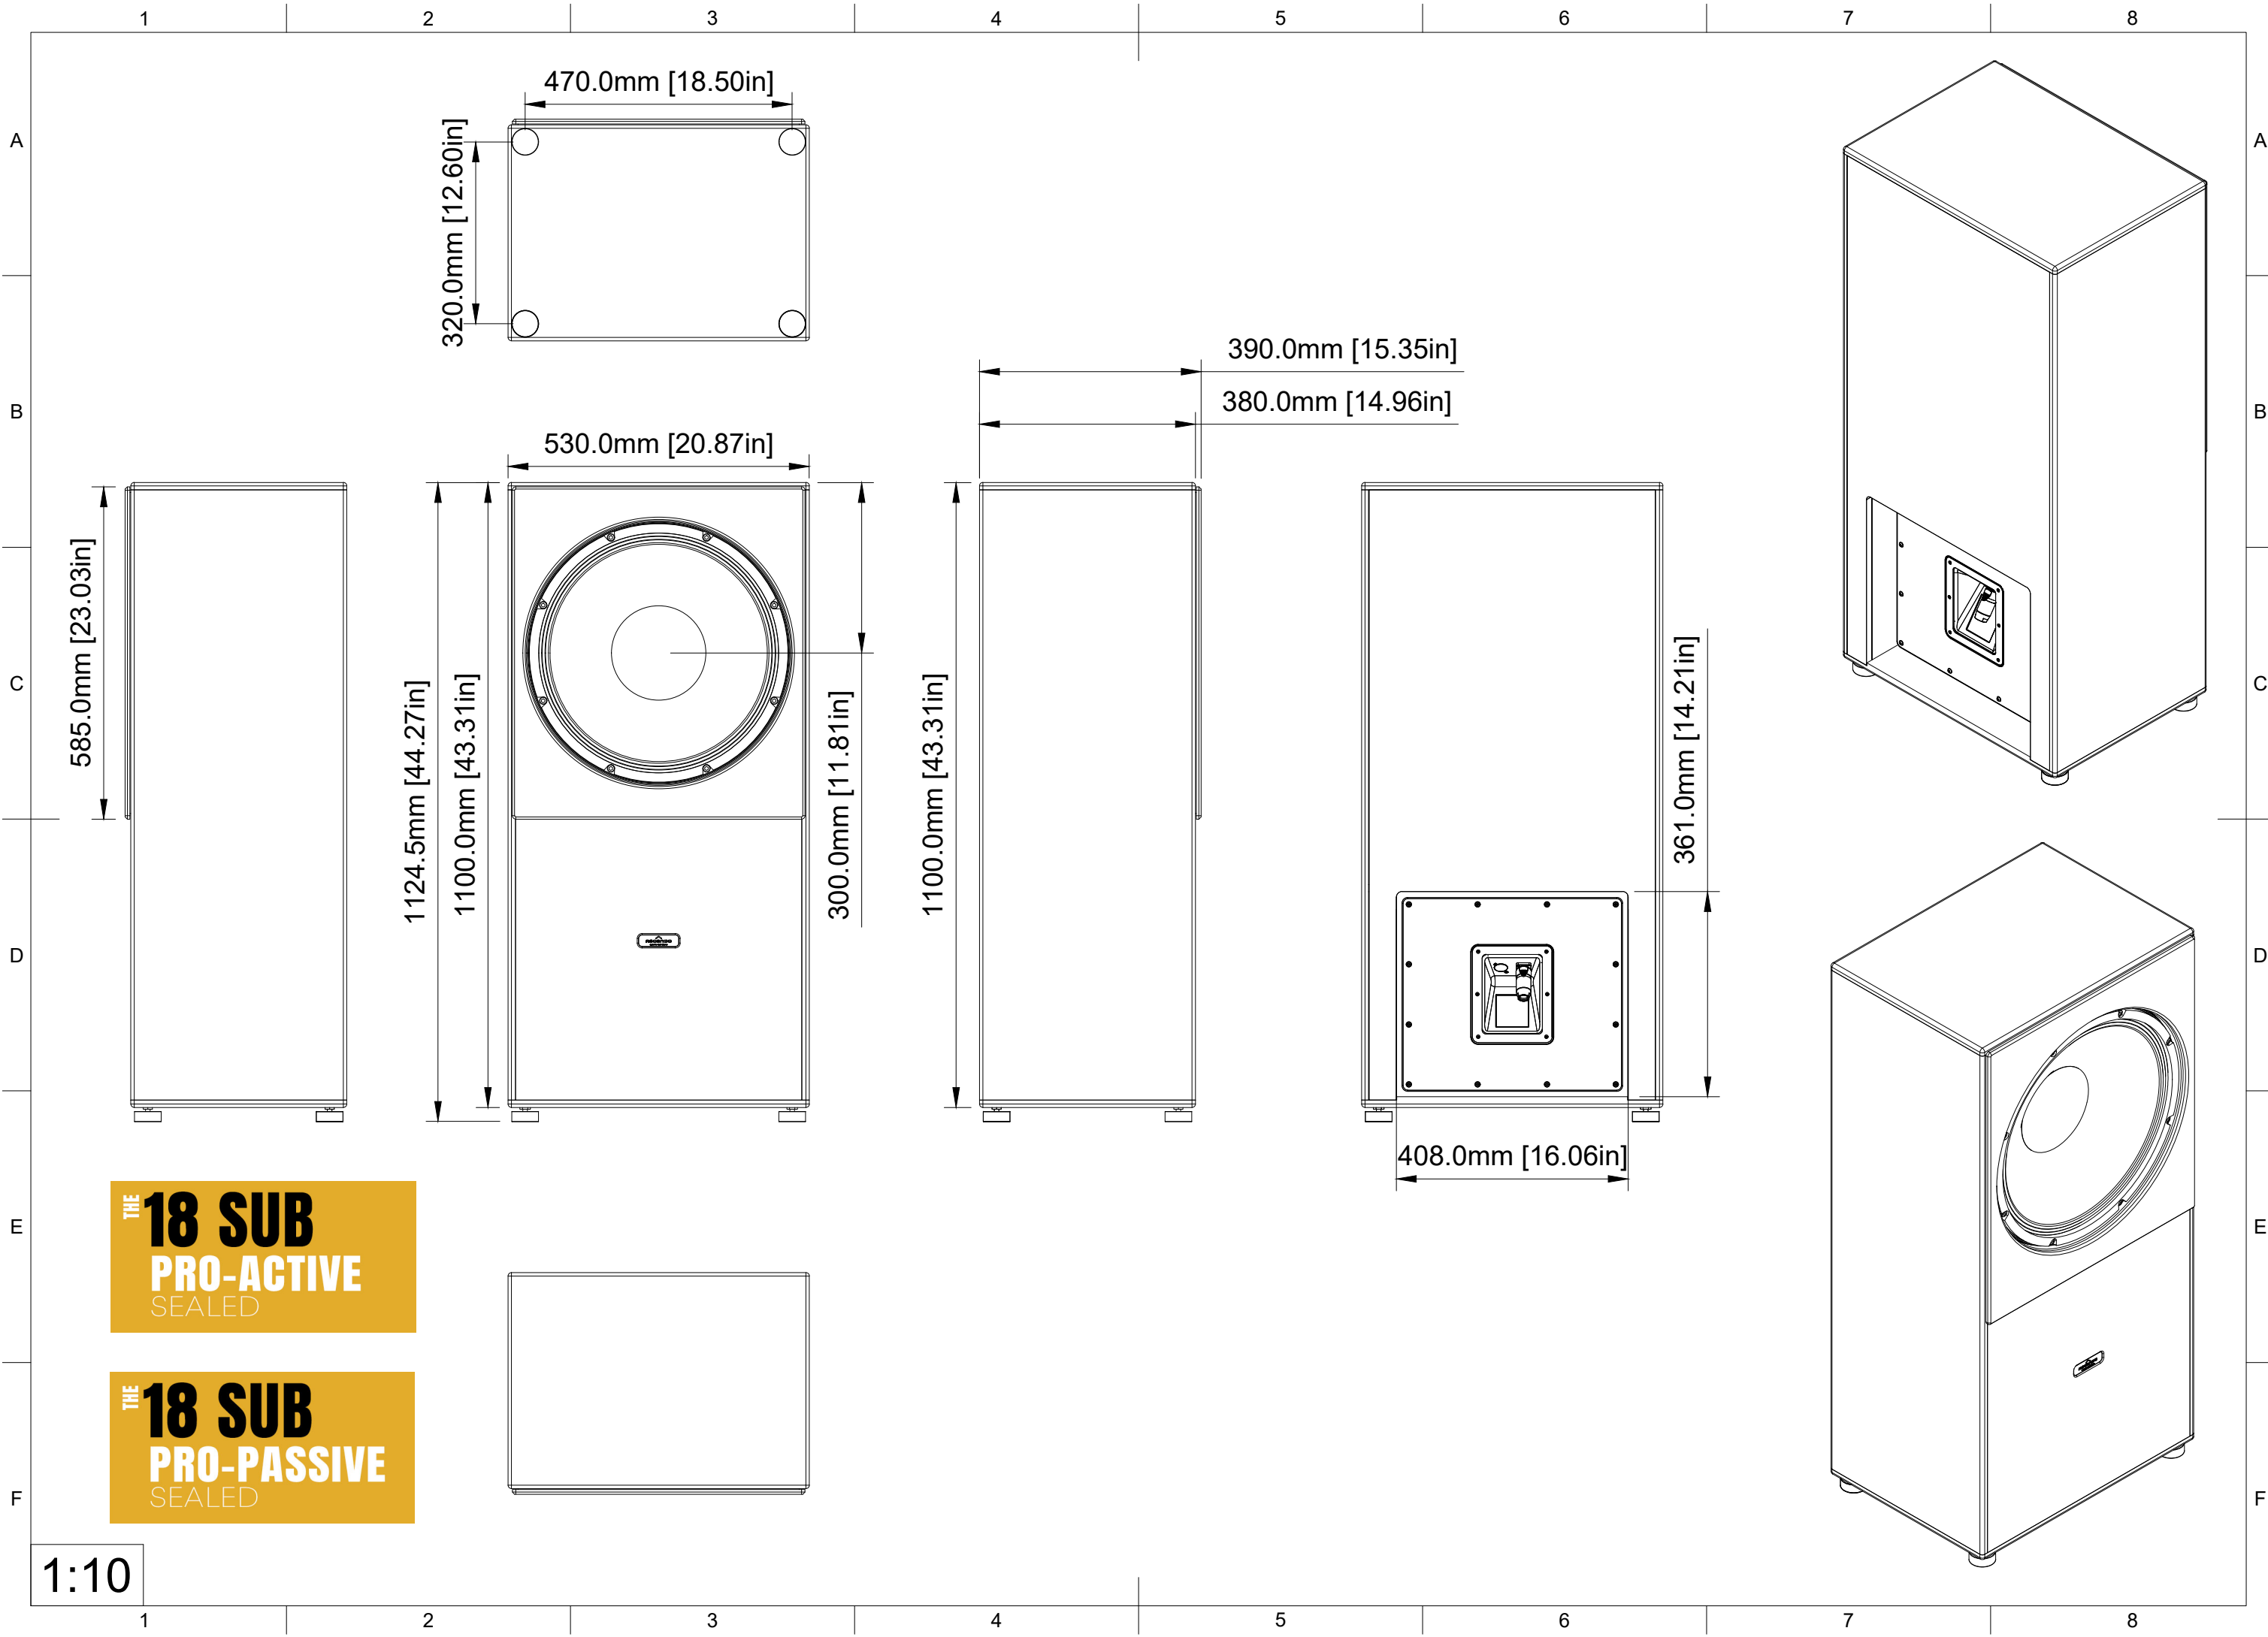 1 2 3 4 5 6 7 8
A A
470.0mm [18.50in]
320.0mm [12.60in]
B B
390.0mm [15.35in]
380.0mm [14.96in]
530.0mm [20.87in]
C C
585.0mm [23.03in]
1124.5mm [44.27in]
1100.0mm [43.31in]
300.0mm [11.81in]
1100.0mm [43.31in]
361.0mm [14.21in]
D D
408.0mm [16.06in]
E E
THE 18 SUB
PRO-ACTIVE
SEALED
THE 18 SUB
PRO-PASSIVE
SEALED
F F
1:10
1 2 3 4 5 6 7 8